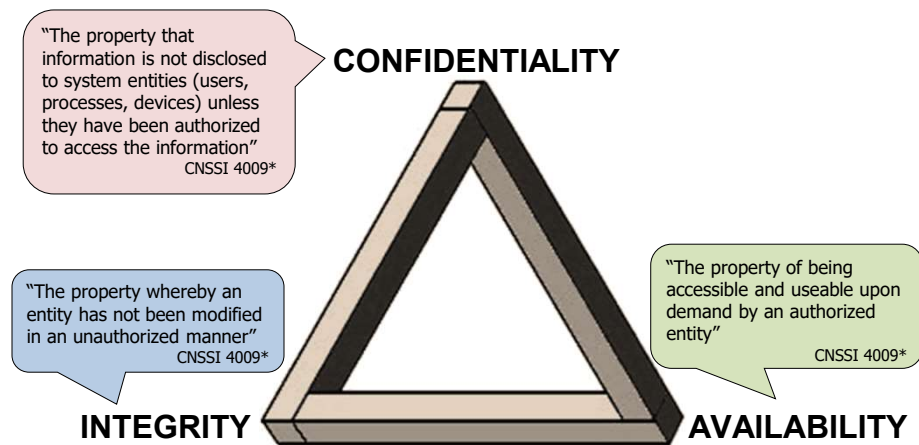 “The property that
information is not disclosed
to system entities (users,
processes, devices) unless
they have been authorized
to access the information”
CNSSI 4009*
CONFIDENTIALITY
“The property whereby an
entity has not been modified
in an unauthorized manner”
CNSSI 4009*
“The property of being
accessible and useable upon
demand by an authorized
entity”
CNSSI 4009*
INTEGRITY
AVAILABILITY